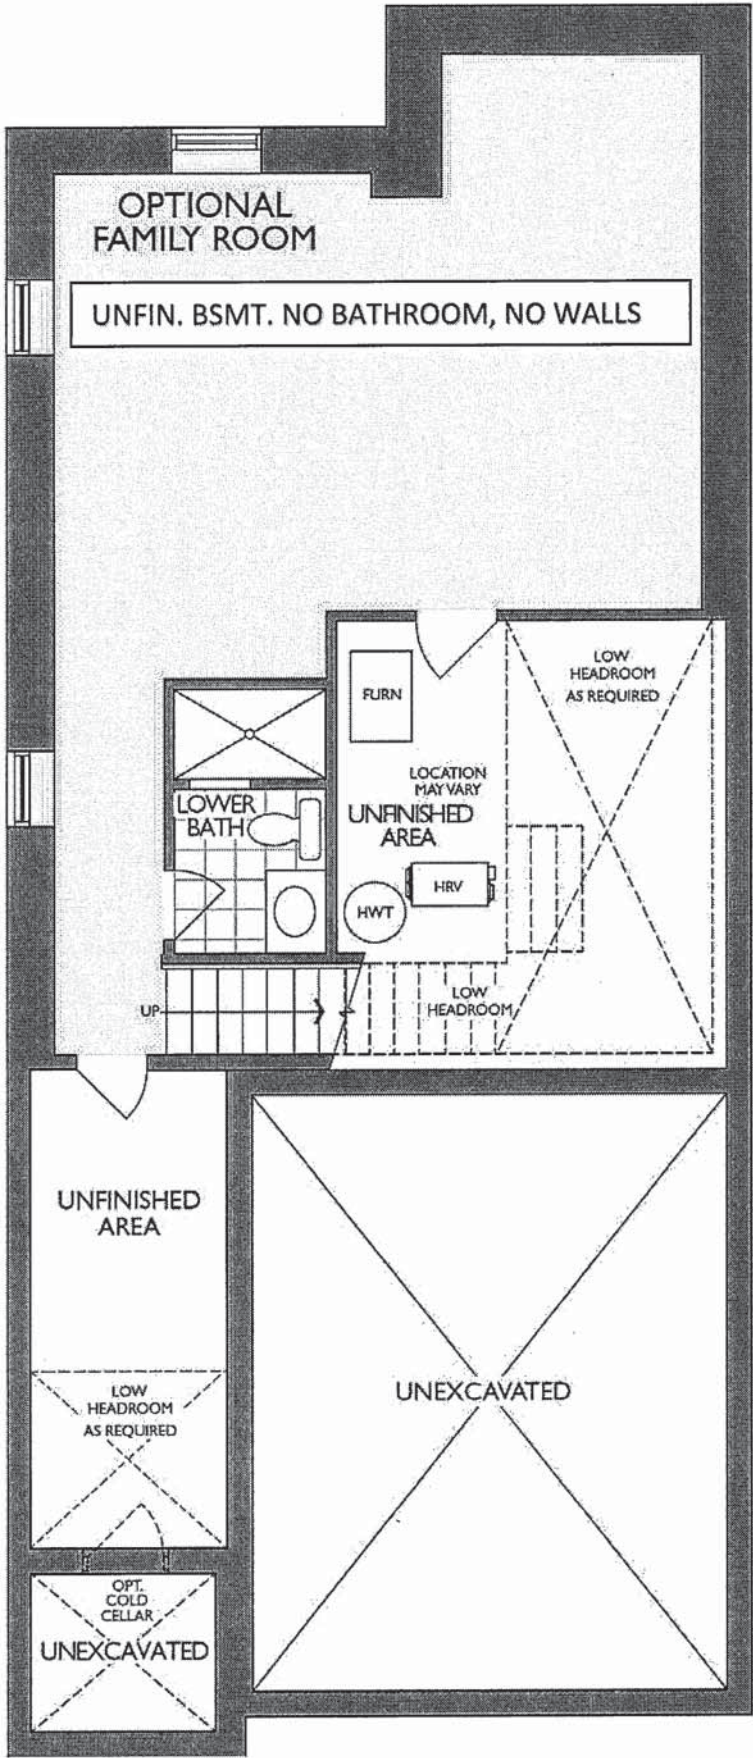 OPTIONAL
FAMILY ROOM
UNFIN. BSMT. NO BATHROOM, NO WALLS
LOW
HEADROOM
AS REQUIRED
FURN
LOCATION
MAY VARY
UNFINISHED
AREA
LOWER
BATH
HRV
HWT
UP
LOW
HEADROOM
UNFINISHED
AREA
LOW
HEADROOM
AS REQUIRED
UNEXCAVATED
OPT.
COLD
CELLAR
UNEXCAVATED